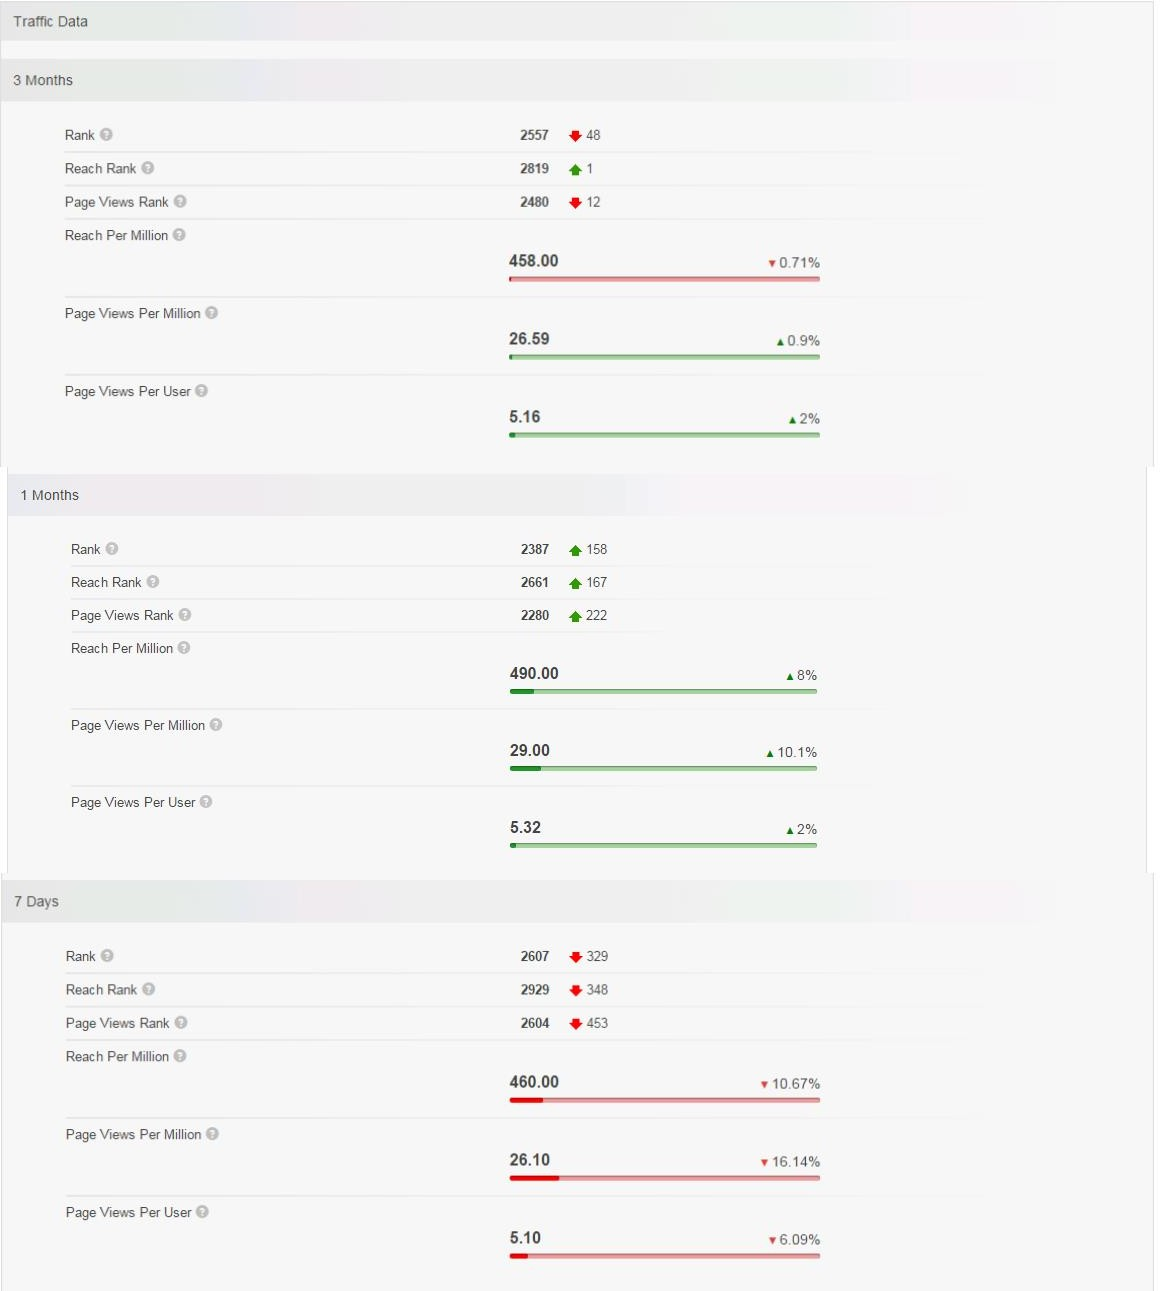 Traffic Data
3 Months
Rank ? 2557 48
Reach Rank ? 2819 1
Page Views Rank ? 2480 12
Reach Per Million ?
458.00 ▼0.71%
Page Views Per Million ?
26.59 ▲0.9%
Page Views Per User ?
5.16 ▲2%
1 Months
Rank ? 2387 158
Reach Rank ? 2661 167
Page Views Rank ? 2280 222
Reach Per Million ?
490.00 ▲8%
Page Views Per Million ?
29.00 ▲10.1%
Page Views Per User ?
5.32 ▲2%
7 Days
Rank ? 2607 329
Reach Rank ? 2929 348
Page Views Rank ? 2604 453
Reach Per Million ?
460.00 ▼10.67%
Page Views Per Million ?
26.10 ▼16.14%
Page Views Per User ?
5.10 ▼6.09%